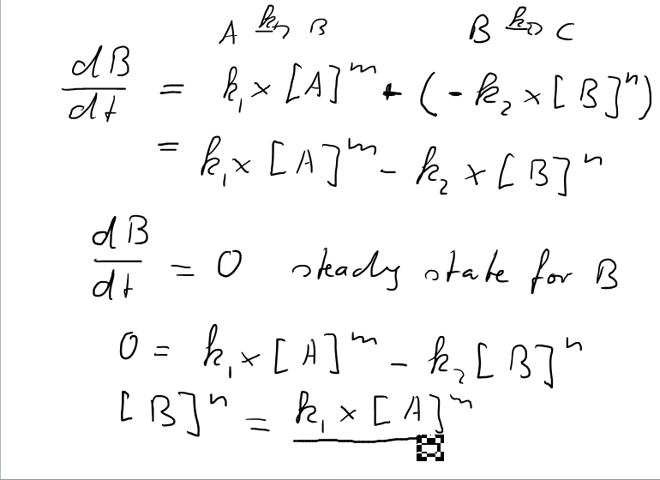 A k₁→ B B k₂→ C
dB/dt = k₁ × [A]ᵐ + (- k₂ × [B]ⁿ)
= k₁ × [A]ᵐ - k₂ × [B]ⁿ
dB/dt = 0 steady state for B
0 = k₁ × [A]ᵐ - k₂ [B]ⁿ
[B]ⁿ = k₁ × [A]ᵐ